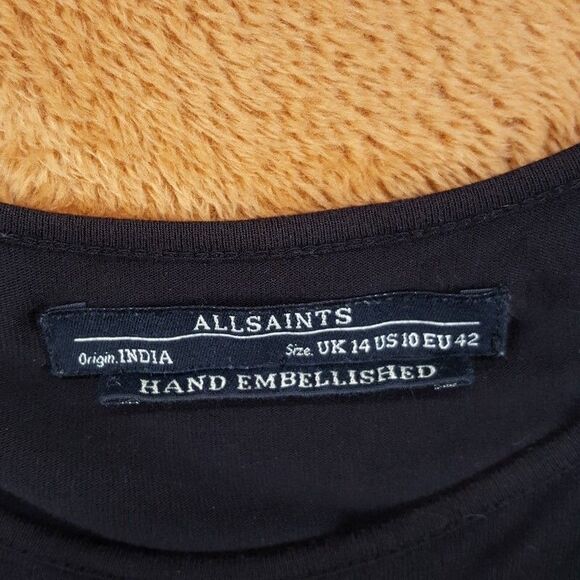 ALLSAINTS
Origin. INDIA Size. UK 14 US 10 EU 42
HAND EMBELLISHED